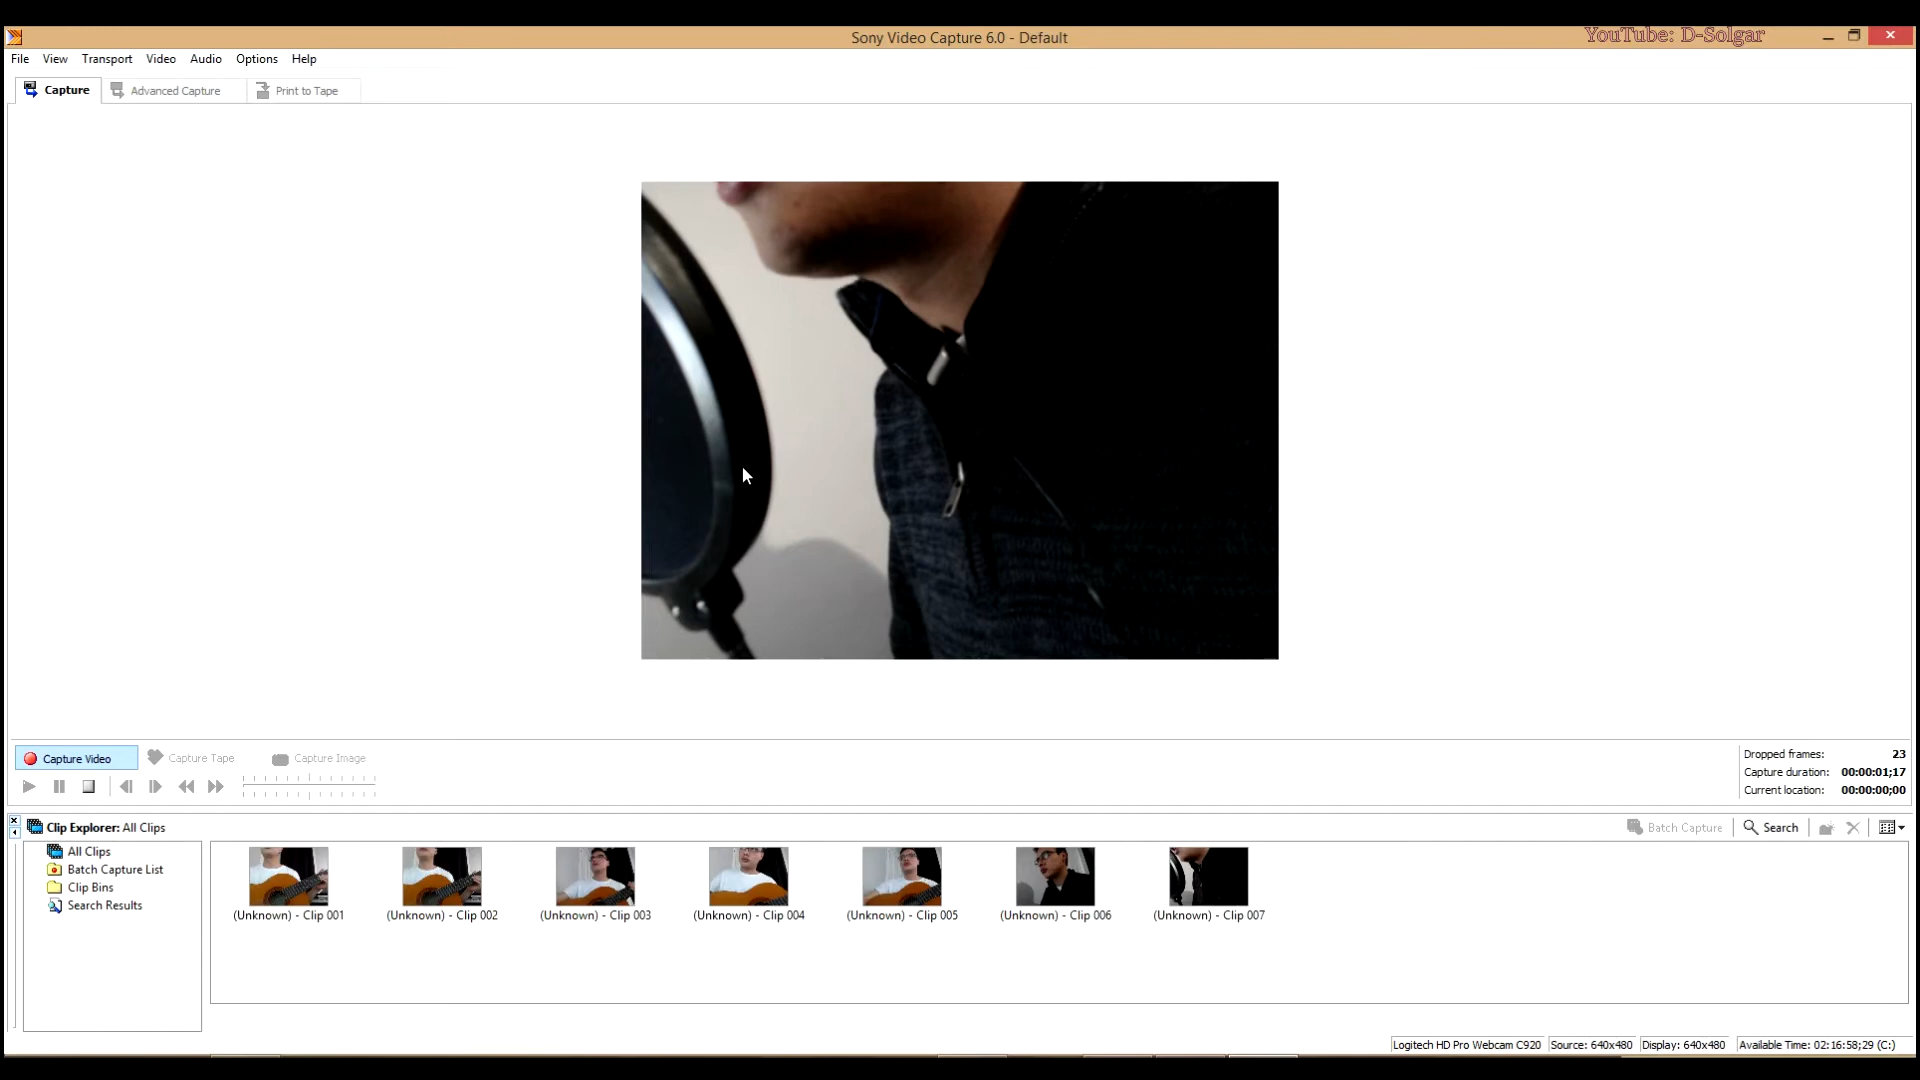 Sony Video Capture 6.0 - Default
YouTube: D-Solgar
File View Transport Video Audio Options Help
Capture Advanced Capture Print to Tape
Capture Video Capture Tape Capture Image
Dropped frames: 23
Capture duration: 00:00:01;17
Current location: 00:00:00;00
Clip Explorer: All Clips
Batch Capture Search
All Clips
Batch Capture List
Clip Bins
Search Results
(Unknown) - Clip 001
(Unknown) - Clip 002
(Unknown) - Clip 003
(Unknown) - Clip 004
(Unknown) - Clip 005
(Unknown) - Clip 006
(Unknown) - Clip 007
Logitech HD Pro Webcam C920 Source: 640x480 Display: 640x480 Available Time: 02:16:58;29 (C:)